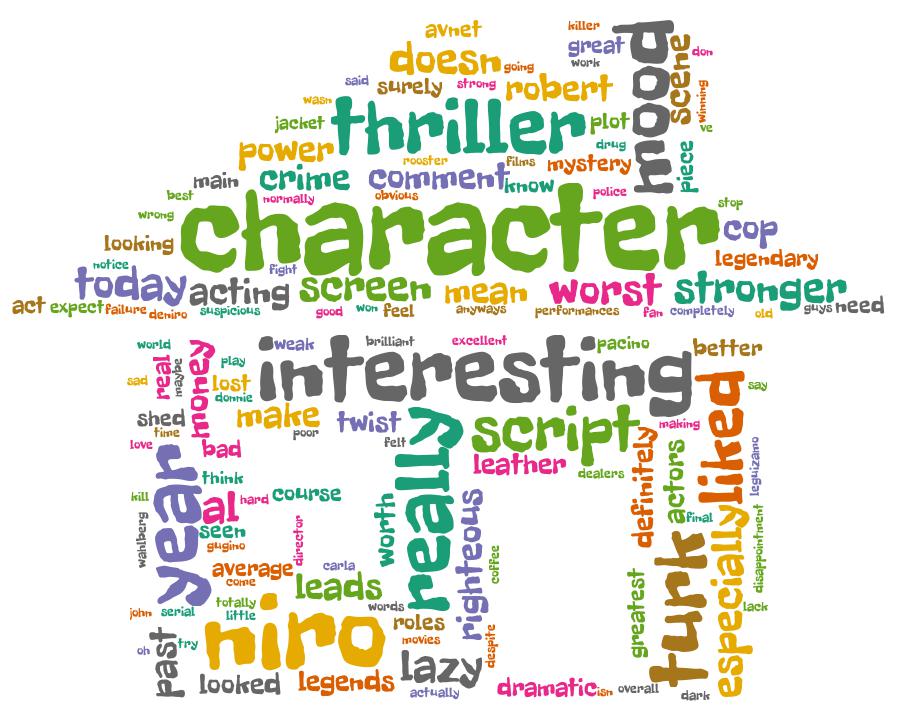 avnet
killer
doesn
going
great
work
mood
scene
don
said
surely
strong
robert
winning
wasn
jacket
thriller
plot
ve
power
rooster
films
mystery
drug
piece
main
crime
comment
know
police
best
normally
obvious
wrong
character
stop
looking
cop
notice
fight
legendary
today
acting
screen
mean
worst
stronger
act
expect
failure
deniro
suspicious
good
won
feel
anyways
performances
fan
completely
old
guys
need
world
real
maybe
money
play
weak
brilliant
excellent
pacino
better
interesting
sad
lost
donnie
liked
say
shed
make
twist
really
script
making
time
poor
felt
love
bad
leather
dealers
definitely
actors
leguizamo
year
think
kill
al
hard
course
worth
righteous
final
especially
disappointment
seen
wahlberg
gugino
director
coffee
average
come
carla
leads
greatest
turk
john
serial
totally
little
words
lack
niro
roles
movies
despite
past
try
oh
lazy
looked
legends
actually
dramatic
isn
overall
dark